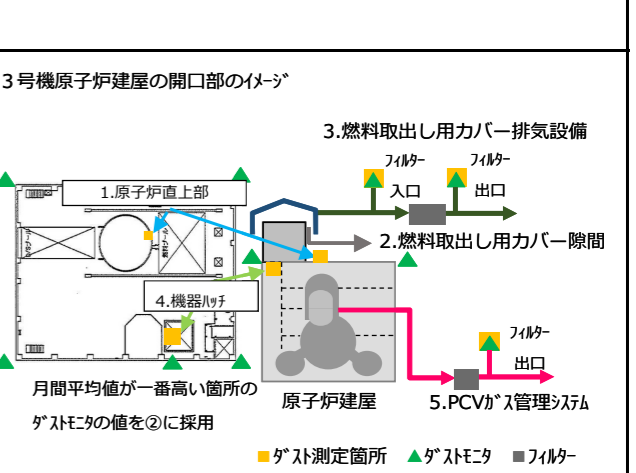 3号機原子炉建屋の開口部のｲﾒｰｼﾞ
3.燃料取出し用カバー排気設備
ﾌｨﾙﾀｰ
入口
ﾌｨﾙﾀｰ
出口
1.原子炉直上部
2.燃料取出し用カバー隙間
4.機器ﾊｯﾁ
燃料ﾌﾟｰﾙ
月間平均値が一番高い箇所の
ﾀﾞｽﾄﾓﾆﾀの値を②に採用
原子炉建屋
ﾌｨﾙﾀｰ
出口
5.PCVｶﾞｽ管理ｼｽﾃﾑ
ﾀﾞｽﾄ測定箇所
ﾀﾞｽﾄﾓﾆﾀ
ﾌｨﾙﾀｰ